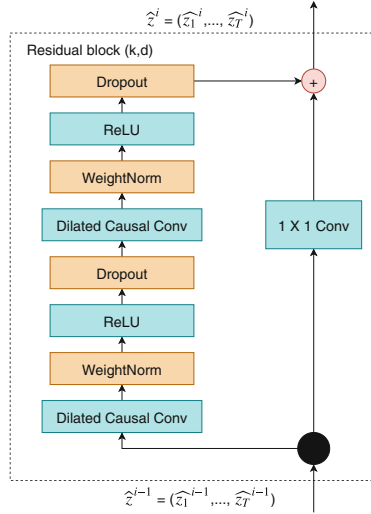 ẑ^i = (ẑ_1^i,..., ẑ_T^i)
Residual block (k,d)
Dropout
+
ReLU
WeightNorm
Dilated Causal Conv
1 X 1 Conv
Dropout
ReLU
WeightNorm
Dilated Causal Conv
ẑ^{i-1} = (ẑ_1^{i-1},..., ẑ_T^{i-1})